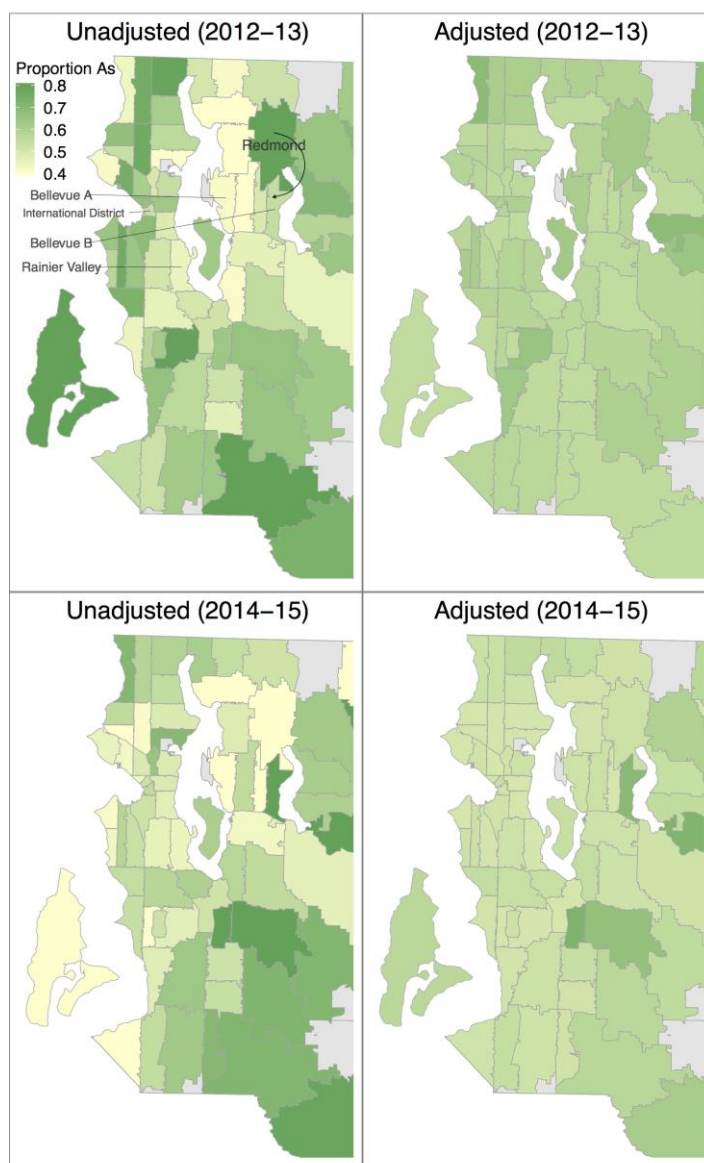 Unadjusted (2012–13)
Adjusted (2012–13)
Proportion As
0.8
0.7
0.6
0.5
0.4
Redmond
Bellevue A
International District
Bellevue B
Rainier Valley
Unadjusted (2014–15)
Adjusted (2014–15)